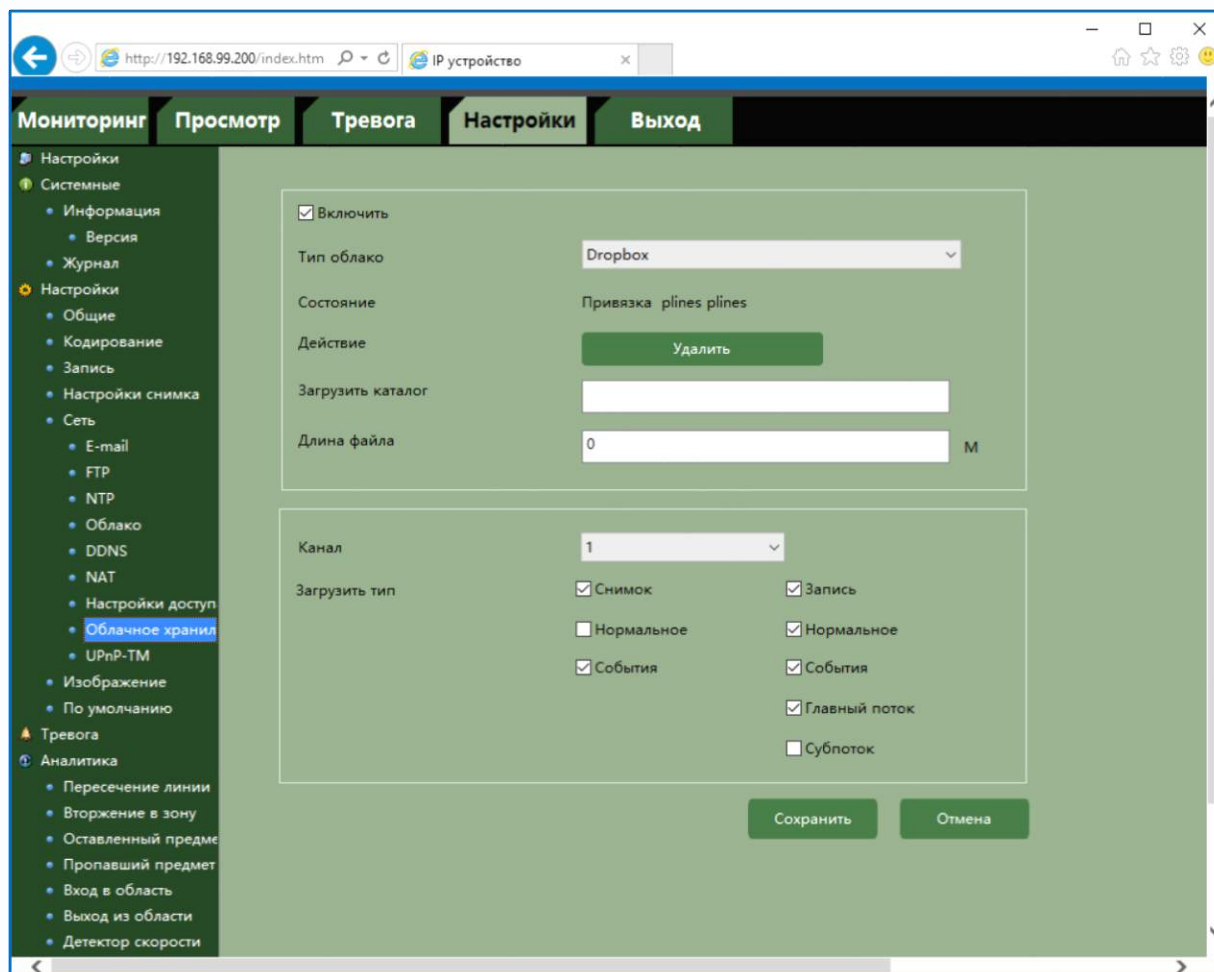 http://192.168.99.200/index.htm
IP устройство
Мониторинг Просмотр Тревога Настройки Выход
Настройки
Системные
Информация
Версия
Журнал
Настройки
Общие
Кодирование
Запись
Настройки снимка
Сеть
E-mail
FTP
NTP
Облако
DDNS
NAT
Настройки доступ
Облачное хранил
UPnP-TM
Изображение
По умолчанию
Тревога
Аналитика
Пересечение линии
Вторжение в зону
Оставленный предме
Пропавший предмет
Вход в область
Выход из области
Детектор скорости
Включить
Тип облако Dropbox
Состояние Привязка plines plines
Действие Удалить
Загрузить каталог
Длина файла 0 М
Канал 1
Загрузить тип Снимок Запись
Нормальное Нормальное
События События
Главный поток
Субпоток
Сохранить Отмена